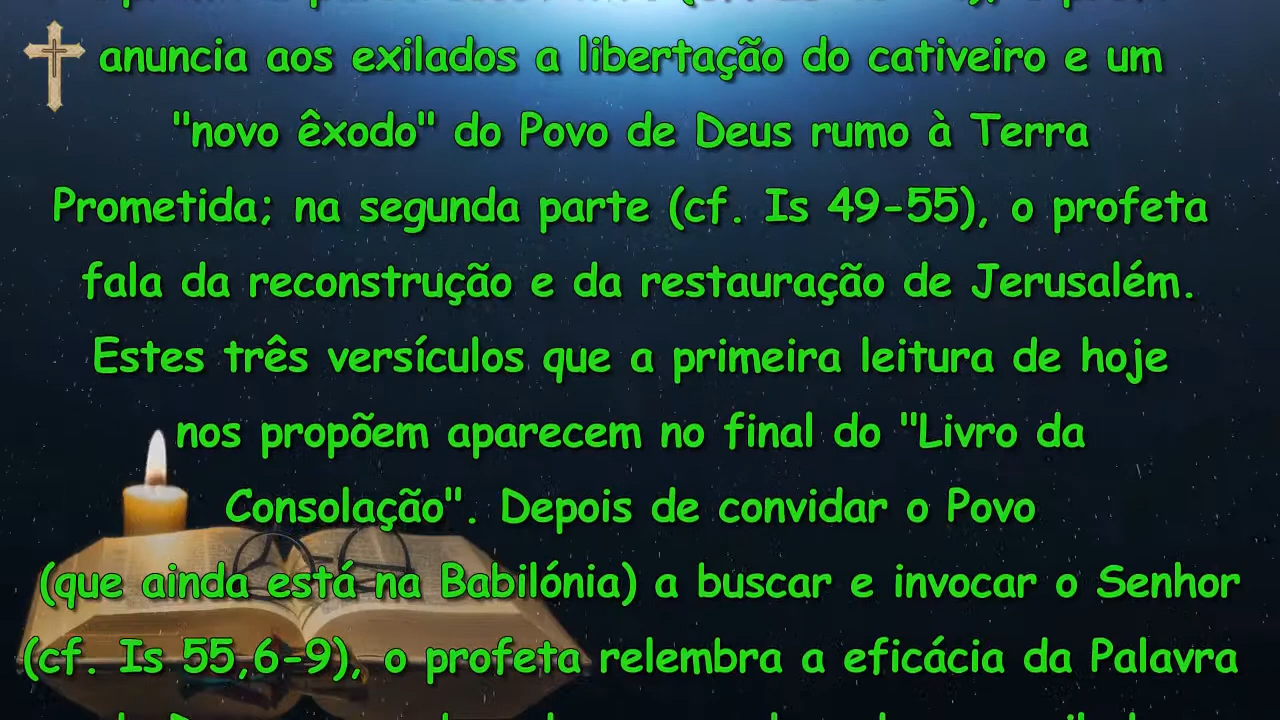 anuncia aos exilados a libertação do cativeiro e um
"novo êxodo" do Povo de Deus rumo à Terra
Prometida; na segunda parte (cf. Is 49-55), o profeta
fala da reconstrução e da restauração de Jerusalém.
Estes três versículos que a primeira leitura de hoje
nos propõem aparecem no final do "Livro da
Consolação". Depois de convidar o Povo
(que ainda está na Babilónia) a buscar e invocar o Senhor
(cf. Is 55,6-9), o profeta relembra a eficácia da Palavra